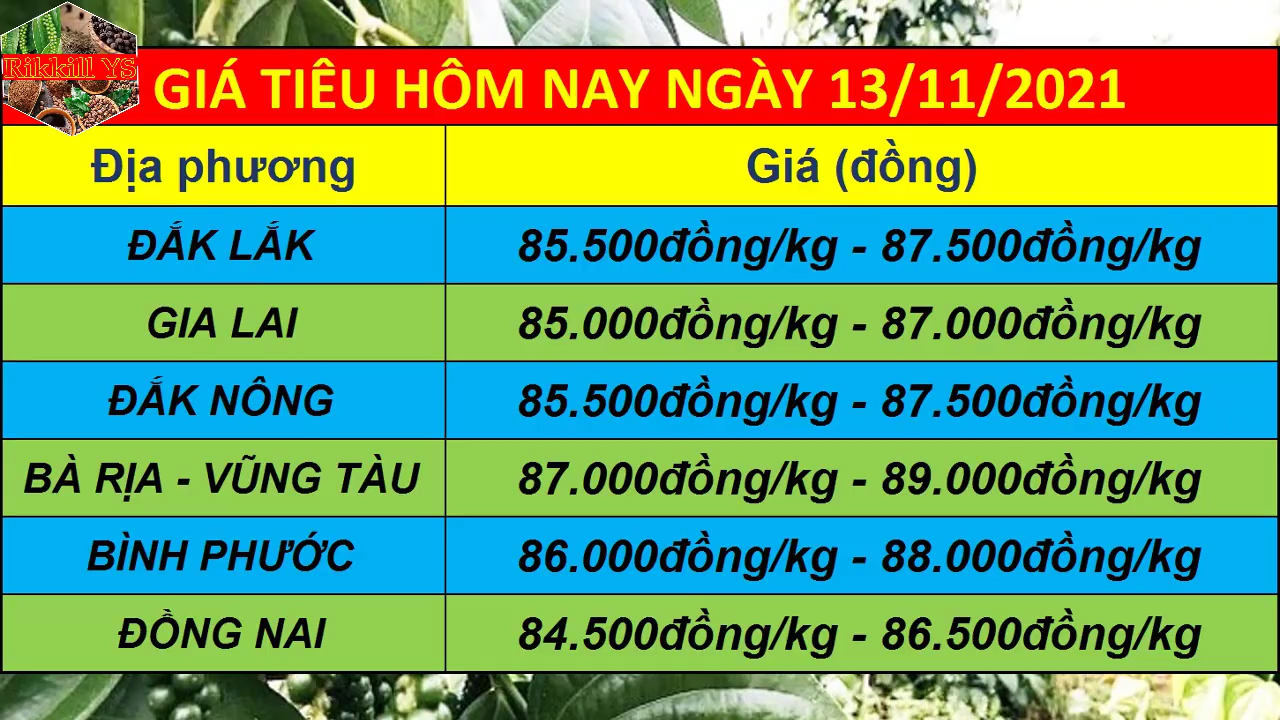 Rikkill YS
GIÁ TIÊU HÔM NAY NGÀY 13/11/2021
Địa phương Giá (đồng)
ĐẮK LẮK 85.500đồng/kg - 87.500đồng/kg
GIA LAI 85.000đồng/kg - 87.000đồng/kg
ĐẮK NÔNG 85.500đồng/kg - 87.500đồng/kg
BÀ RỊA - VŨNG TÀU 87.000đồng/kg - 89.000đồng/kg
BÌNH PHƯỚC 86.000đồng/kg - 88.000đồng/kg
ĐỒNG NAI 84.500đồng/kg - 86.500đồng/kg